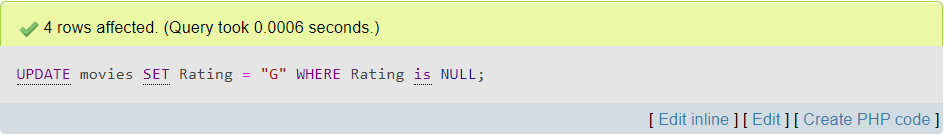 4 rows affected. (Query took 0.0006 seconds.)
UPDATE movies SET Rating = "G" WHERE Rating is NULL;
[ Edit inline ] [ Edit ] [ Create PHP code ]